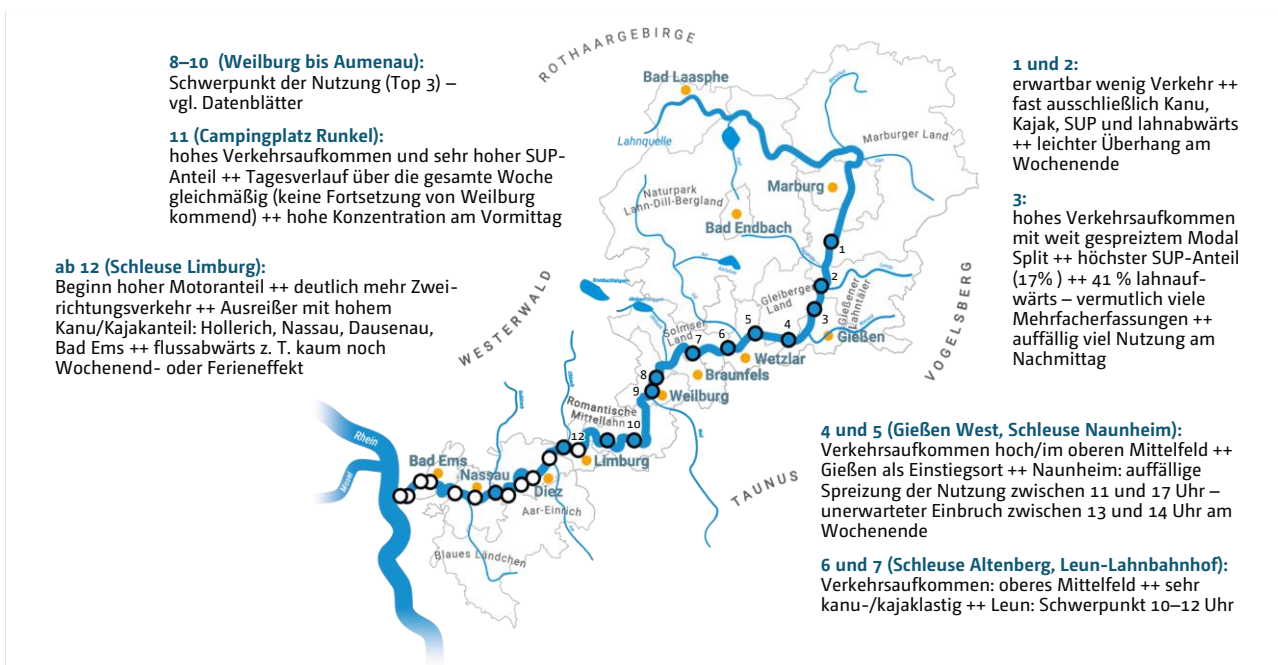 8–10 (Weilburg bis Aumenau):
Schwerpunkt der Nutzung (Top 3) –
vgl. Datenblätter
11 (Campingplatz Runkel):
hohes Verkehrsaufkommen und sehr hoher SUP-
Anteil ++ Tagesverlauf über die gesamte Woche
gleichmäßig (keine Fortsetzung von Weilburg
kommend) ++ hohe Konzentration am Vormittag
ab 12 (Schleuse Limburg):
Beginn hoher Motoranteil ++ deutlich mehr Zwei-
richtungsverkehr ++ Ausreißer mit hohem
Kanu/Kajakanteil: Hollerich, Nassau, Dausenau,
Bad Ems ++ flussabwärts z. T. kaum noch
Wochenend- oder Ferieneffekt
ROTHAARGEBIRGE
Bad Laasphe
Lahnquelle
Marburger Land
Marburg
Naturpark
Lahn-Dill-Bergland
Bad Endbach
1
2
Gleiberger
Land
Gießener
Lahntäler
3
Gießen
4
5
6
Solmser
Land
7
Wetzlar
Braunfels
8
9
Weilburg
WESTERWALD
VOGELSBERG
Romantische
Mittellahn
10
12
Limburg
TAUNUS
Rhein
Mosel
Bad Ems
Nassau
Diez
Aar-Einrich
Blaues Ländchen
1 und 2:
erwartbar wenig Verkehr ++
fast ausschließlich Kanu,
Kajak, SUP und lahnabwärts
++ leichter Überhang am
Wochenende
3:
hohes Verkehrsaufkommen
mit weit gespreiztem Modal
Split ++ höchster SUP-Anteil
(17% ) ++ 41 % lahnauf-
wärts – vermutlich viele
Mehrfacherfassungen ++
auffällig viel Nutzung am
Nachmittag
4 und 5 (Gießen West, Schleuse Naunheim):
Verkehrsaufkommen hoch/im oberen Mittelfeld ++
Gießen als Einstiegsort ++ Naunheim: auffällige
Spreizung der Nutzung zwischen 11 und 17 Uhr –
unerwarteter Einbruch zwischen 13 und 14 Uhr am
Wochenende
6 und 7 (Schleuse Altenberg, Leun-Lahnbahnhof):
Verkehrsaufkommen: oberes Mittelfeld ++ sehr
kanu-/kajaklastig ++ Leun: Schwerpunkt 10–12 Uhr